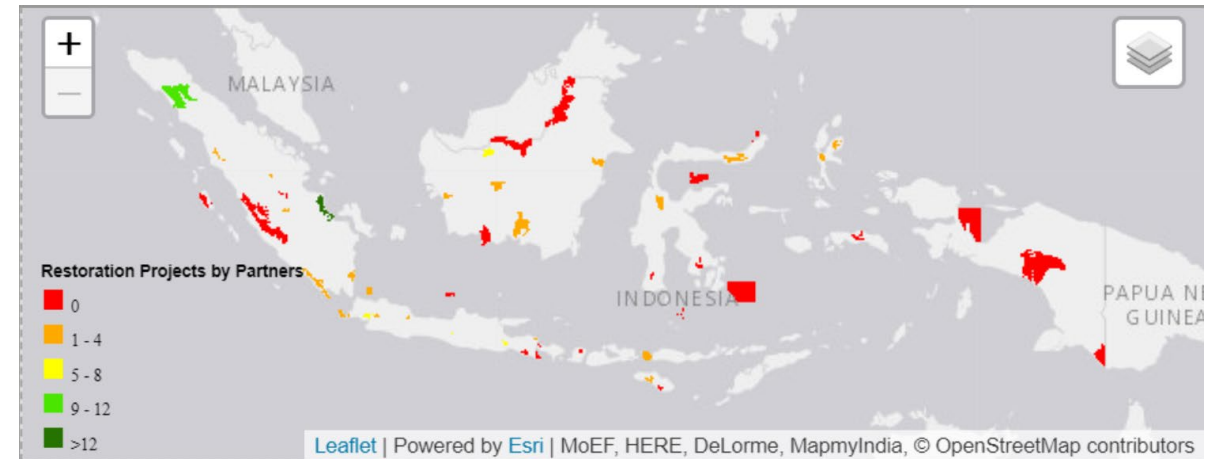 +
MALAYSIA
−
Restoration Projects by Partners
0
1 - 4
5 - 8
9 - 12
>12
INDONESIA
PAPUA NE
GUINEA
Leaflet | Powered by Esri | MoEF, HERE, DeLorme, MapmyIndia, © OpenStreetMap contributors